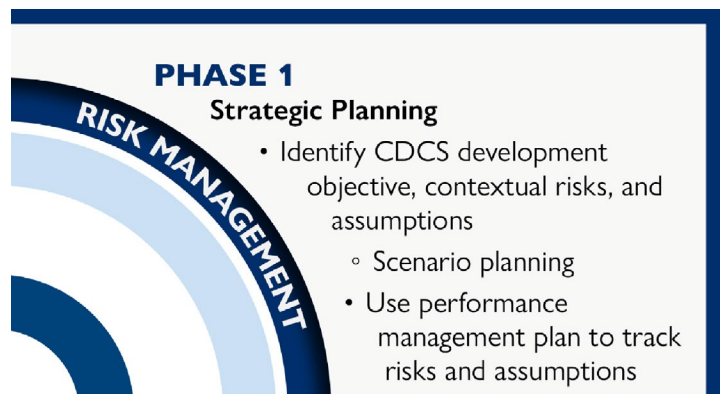 PHASE 1
Strategic Planning
RISK MANAGEMENT
• Identify CDCS development
objective, contextual risks, and
assumptions
◦ Scenario planning
• Use performance
management plan to track
risks and assumptions